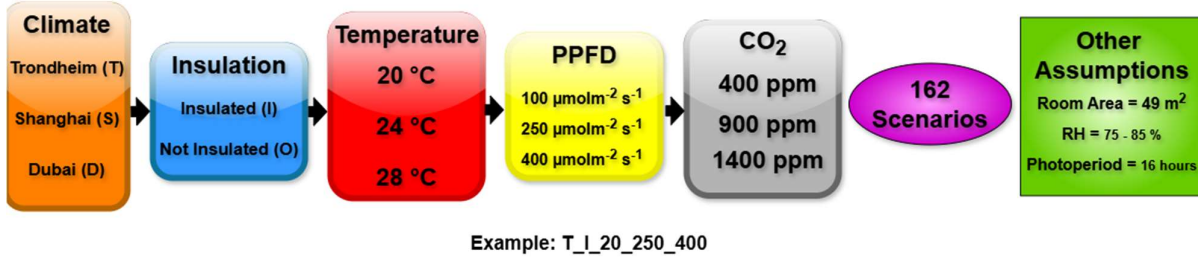 Climate
Trondheim (T)
Shanghai (S)
Dubai (D)
Insulation
Insulated (I)
Not Insulated (O)
Temperature
20 °C
24 °C
28 °C
PPFD
100 µmolm⁻² s⁻¹
250 µmolm⁻² s⁻¹
400 µmolm⁻² s⁻¹
CO₂
400 ppm
900 ppm
1400 ppm
162
Scenarios
Other
Assumptions
Room Area = 49 m²
RH = 75 - 85 %
Photoperiod = 16 hours
Example: T_I_20_250_400